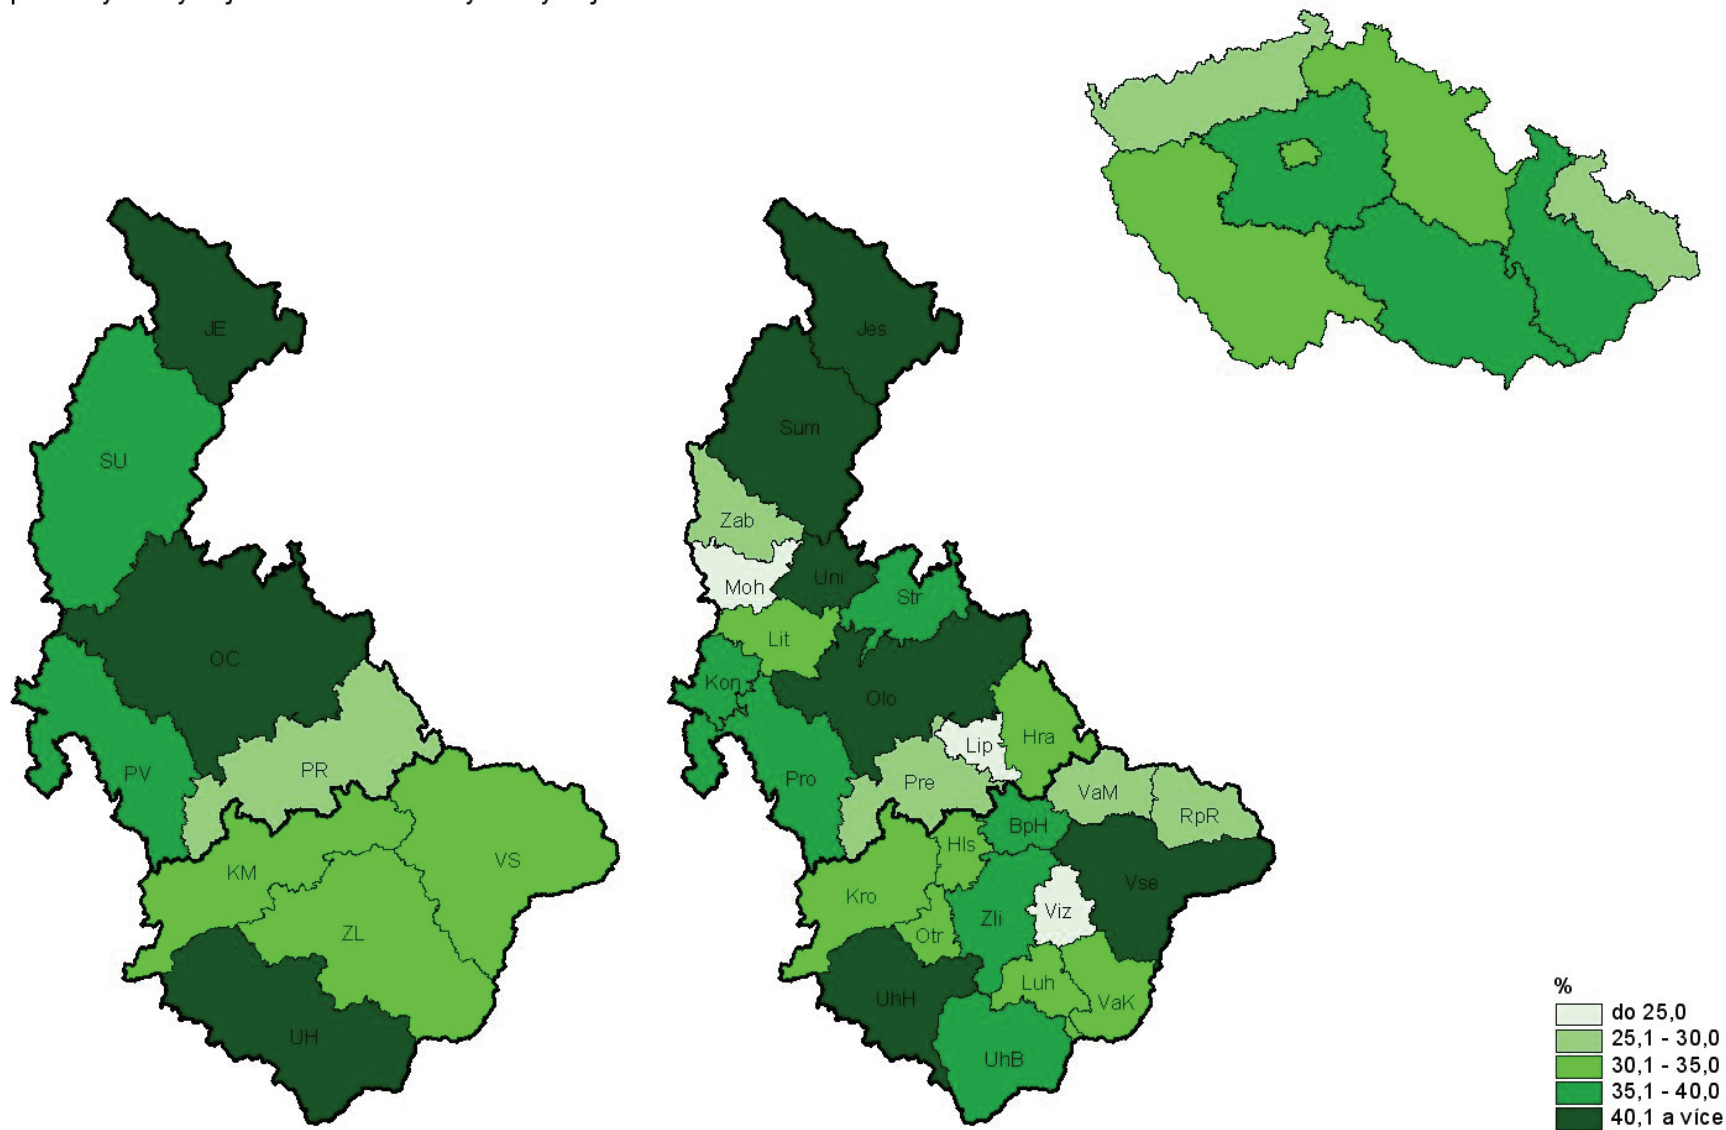 JE
Jes
Sum
SU
Zab
Uni
Moh
Str
Lit
OC
Kon
Olo
Hra
Lip
PV
PR
Pro
Pre
VaM
RpR
BpH
Hls
VS
KM
Vse
Kro
Viz
Zli
ZL
Otr
Luh
UhH
VaK
UH
UhB
%
do 25,0
25,1 - 30,0
30,1 - 35,0
35,1 - 40,0
40,1 a více